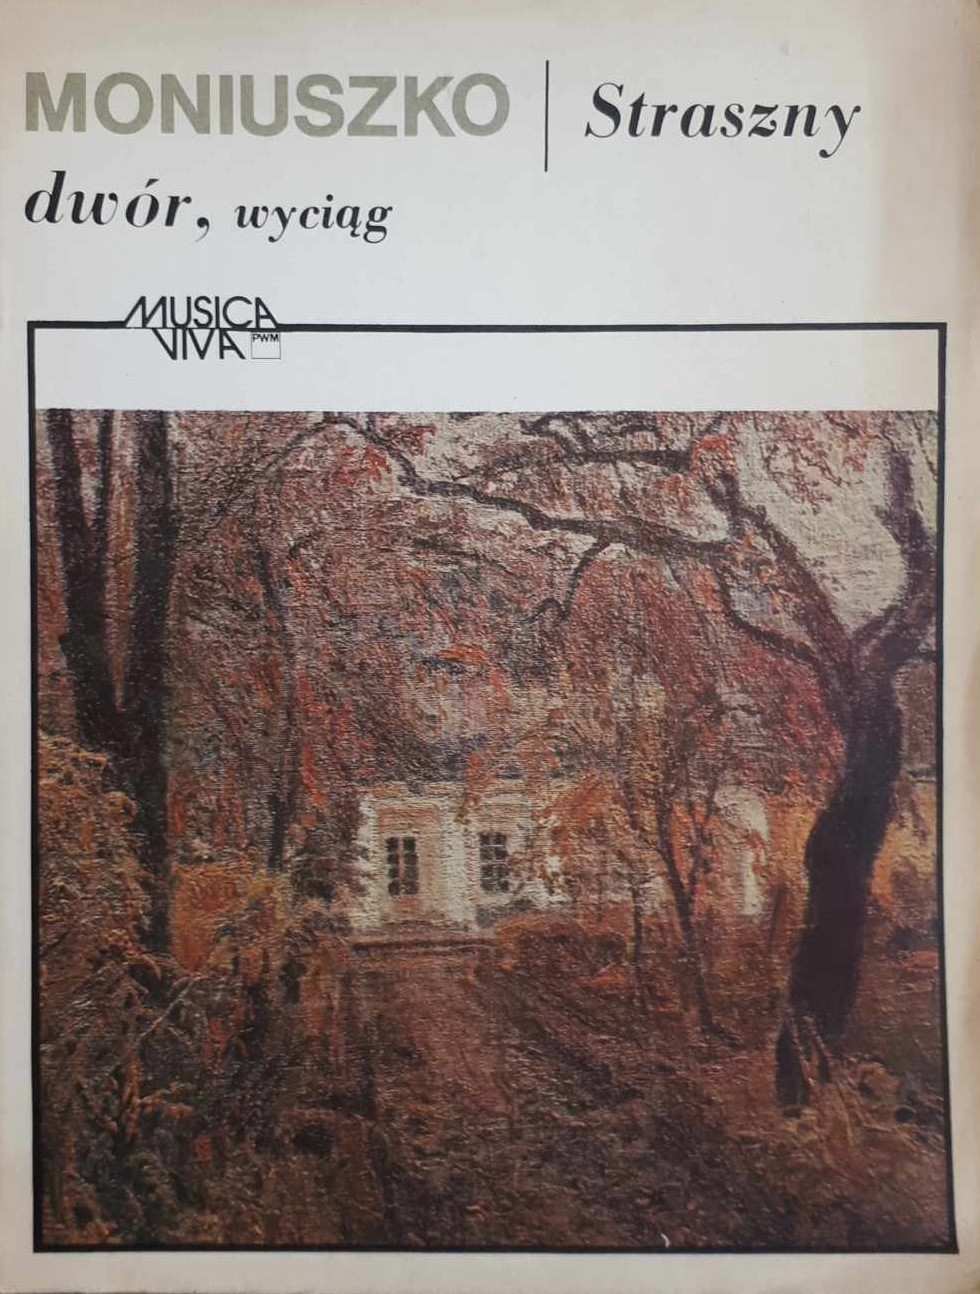 MONIUSZKO | Straszny
dwór, wyciąg
MUSICA
VIVA PWM